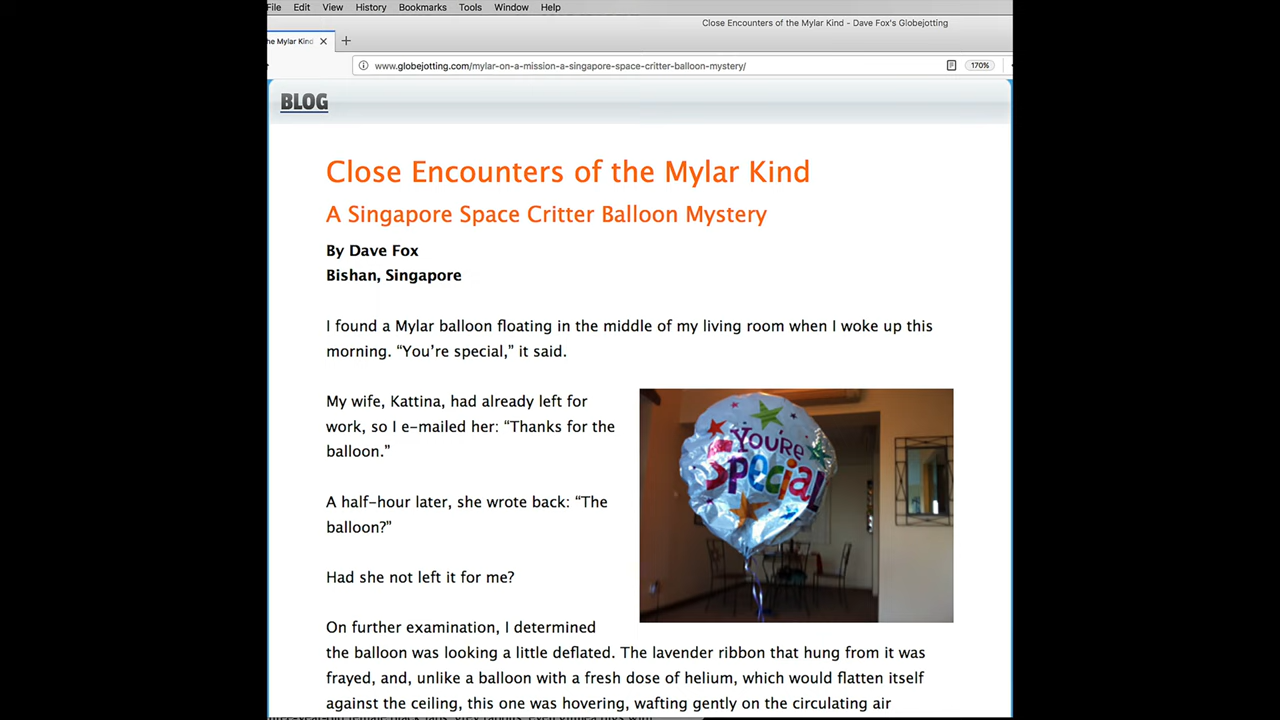 File Edit View History Bookmarks Tools Window Help
Close Encounters of the Mylar Kind - Dave Fox's Globejotting
he Mylar Kind
www.globejotting.com/mylar-on-a-mission-a-singapore-space-critter-balloon-mystery/
170%
BLOG
Close Encounters of the Mylar Kind
A Singapore Space Critter Balloon Mystery
By Dave Fox
Bishan, Singapore
I found a Mylar balloon floating in the middle of my living room when I woke up this
morning. “You’re special,” it said.
My wife, Kattina, had already left for
work, so I e-mailed her: “Thanks for the
balloon.”
YOU'RE
Special
A half-hour later, she wrote back: “The
balloon?”
Had she not left it for me?
On further examination, I determined
the balloon was looking a little deflated. The lavender ribbon that hung from it was
frayed, and, unlike a balloon with a fresh dose of helium, which would flatten itself
against the ceiling, this one was hovering, wafting gently on the circulating air